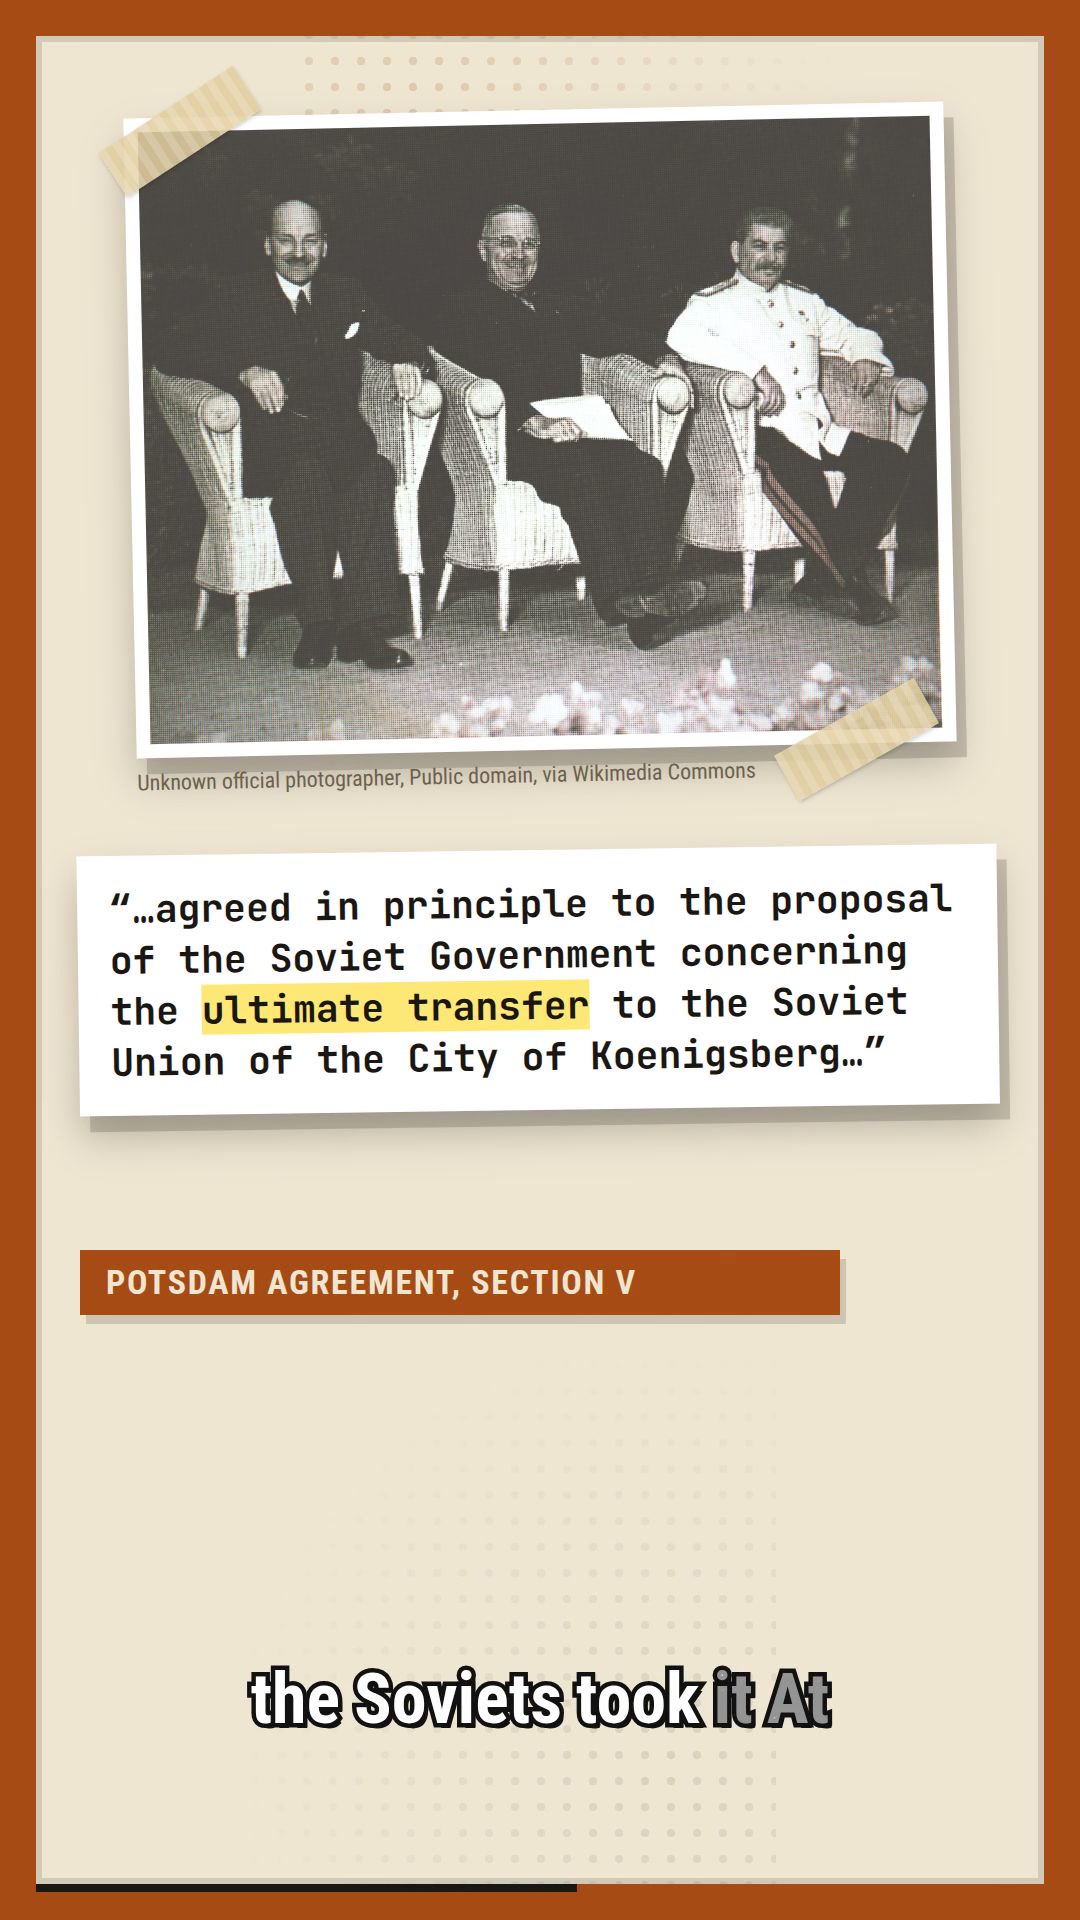 Unknown official photographer, Public domain, via Wikimedia Commons
“…agreed in principle to the proposal
of the Soviet Government concerning
the ultimate transfer to the Soviet
Union of the City of Koenigsberg…”
POTSDAM AGREEMENT, SECTION V
the Soviets took it At